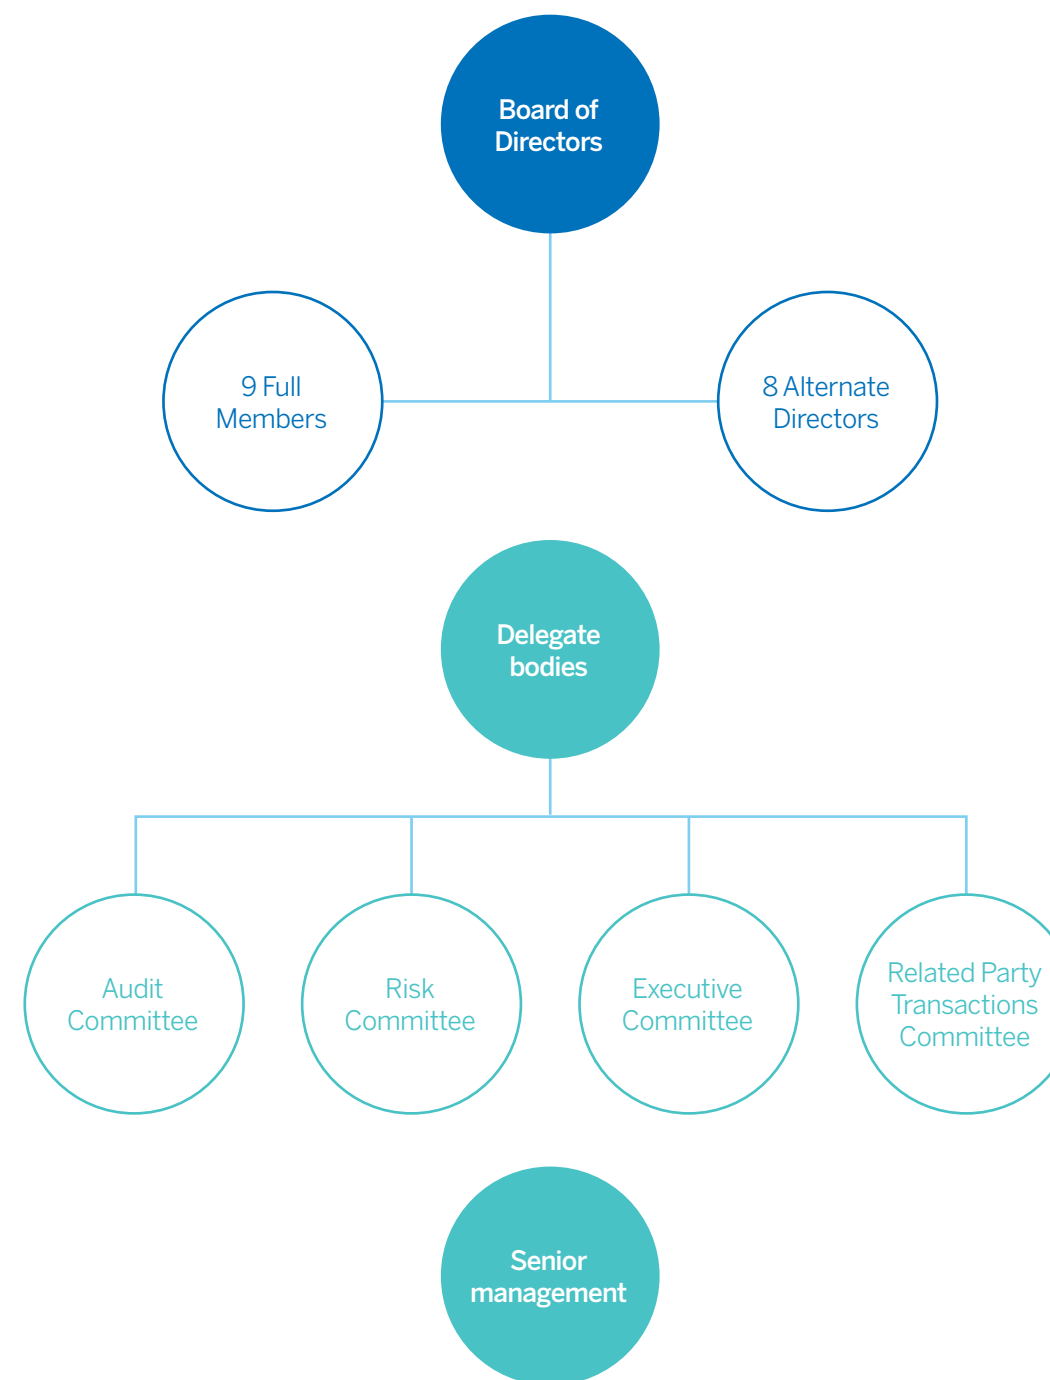 Board of
Directors
9 Full
Members
8 Alternate
Directors
Delegate
bodies
Audit
Committee
Risk
Committee
Executive
Committee
Related Party
Transactions
Committee
Senior
management